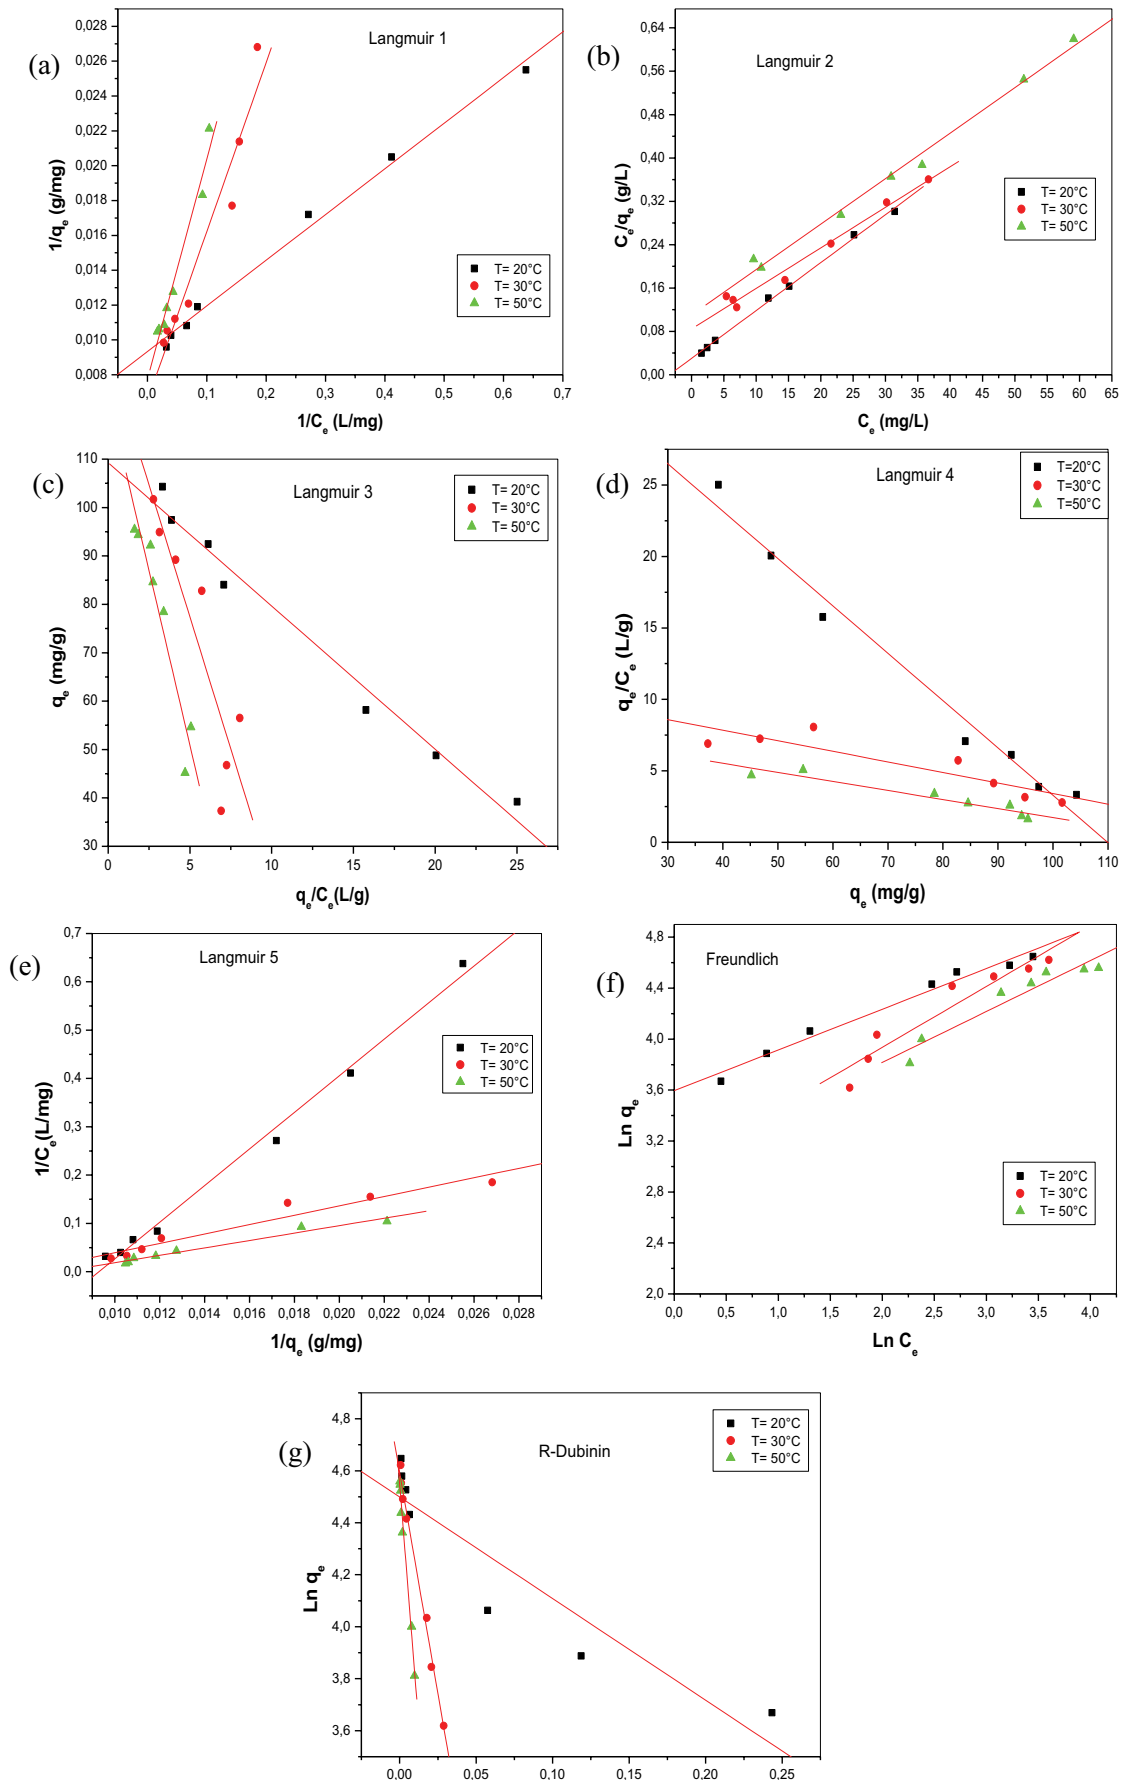 (a)
Langmuir 1
0,028
0,026
0,024
0,022
0,020
0,018
0,016
0,014
0,012
0,010
0,008
1/qe (g/mg)
T= 20°C
T= 30°C
T= 50°C
0,0 0,1 0,2 0,3 0,4 0,5 0,6 0,7
1/Ce (L/mg)
(b)
Langmuir 2
0,64
0,56
0,48
0,40
0,32
0,24
0,16
0,08
0,00
Ce/qe (g/L)
T= 20°C
T= 30°C
T= 50°C
0 5 10 15 20 25 30 35 40 45 50 55 60 65
Ce (mg/L)
(c)
Langmuir 3
110
100
90
80
70
60
50
40
30
qe (mg/g)
T= 20°C
T= 30°C
T= 50°C
0 5 10 15 20 25
qe/Ce(L/g)
(d)
Langmuir 4
25
20
15
10
5
0
qe/Ce (L/g)
T=20°C
T=30°C
T=50°C
30 40 50 60 70 80 90 100 110
qe (mg/g)
(e)
Langmuir 5
0,7
0,6
0,5
0,4
0,3
0,2
0,1
0,0
1/Ce(L/mg)
T= 20°C
T= 30°C
T= 50°C
0,010 0,012 0,014 0,016 0,018 0,020 0,022 0,024 0,026 0,028
1/qe (g/mg)
(f)
Freundlich
4,8
4,4
4,0
3,6
3,2
2,8
2,4
2,0
Ln qe
T= 20°C
T= 30°C
T= 50°C
0,0 0,5 1,0 1,5 2,0 2,5 3,0 3,5 4,0
Ln Ce
(g)
R-Dubinin
4,8
4,6
4,4
4,2
4,0
3,8
3,6
Ln qe
T= 20°C
T= 30°C
T= 50°C
0,00 0,05 0,10 0,15 0,20 0,25